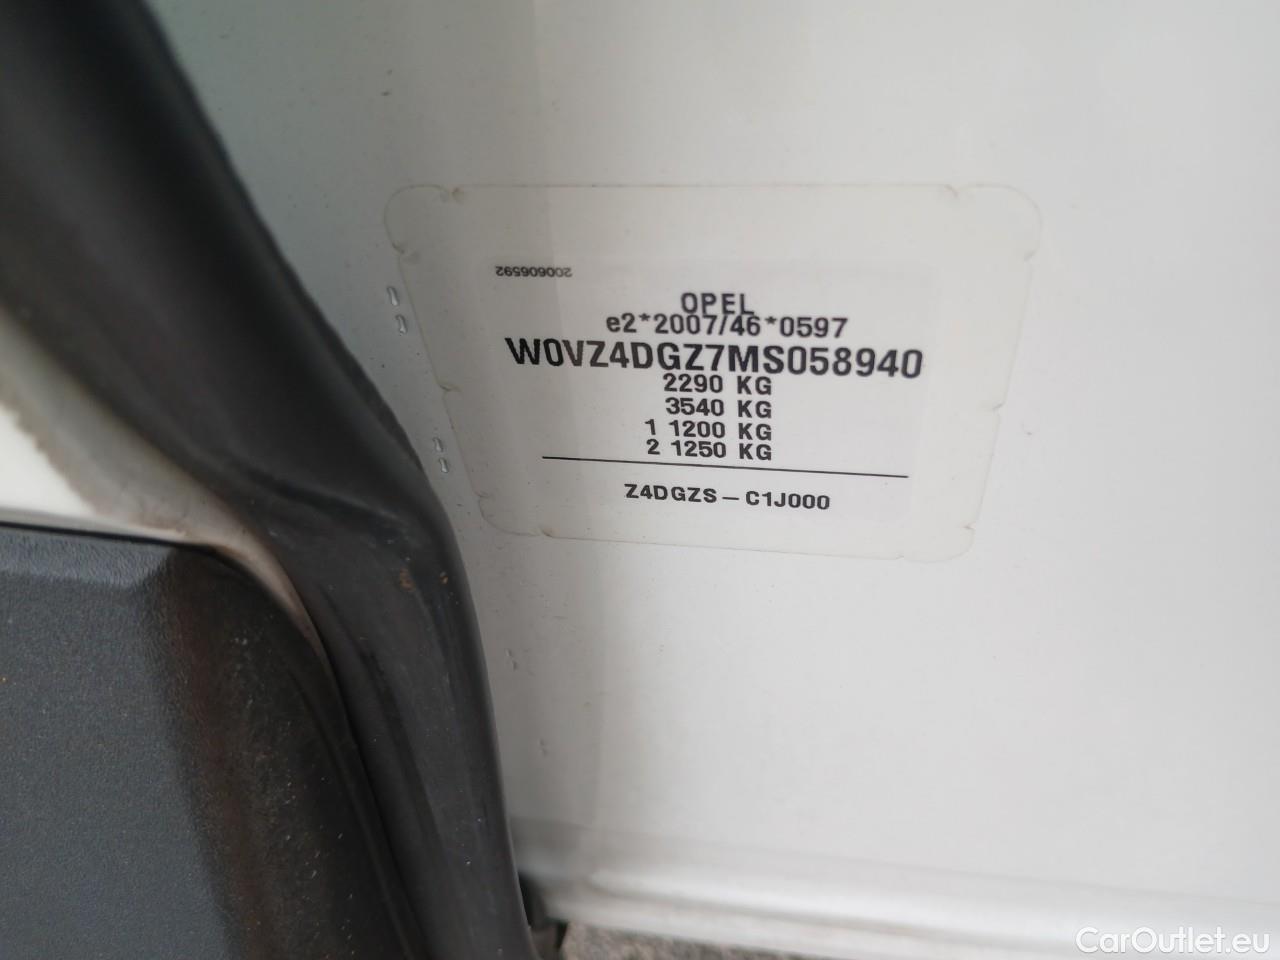 200606592
OPEL
e2*2007/46*0597
W0VZ4DGZ7MS058940
2290 KG
3540 KG
1 1200 KG
2 1250 KG
Z4DGZS – C1J000
CarOutlet.eu